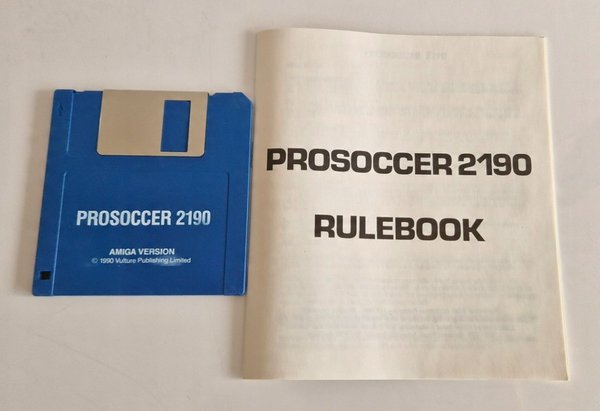 PROSOCCER 2190
AMIGA VERSION
© 1990 Vulture Publishing Limited
PROSOCCER 2190
RULEBOOK